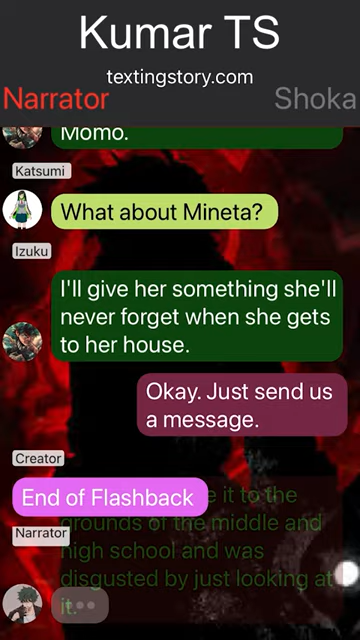 Kumar TS
textingstory.com
Narrator
Shoka
Momo.
Katsumi
What about Mineta?
Izuku
I'll give her something she'll
never forget when she gets
to her house.
Okay. Just send us
a message.
Creator
End of Flashback
e it to the
grounds of the middle and
Narrator
high school and was
disgusted by just looking at
it.